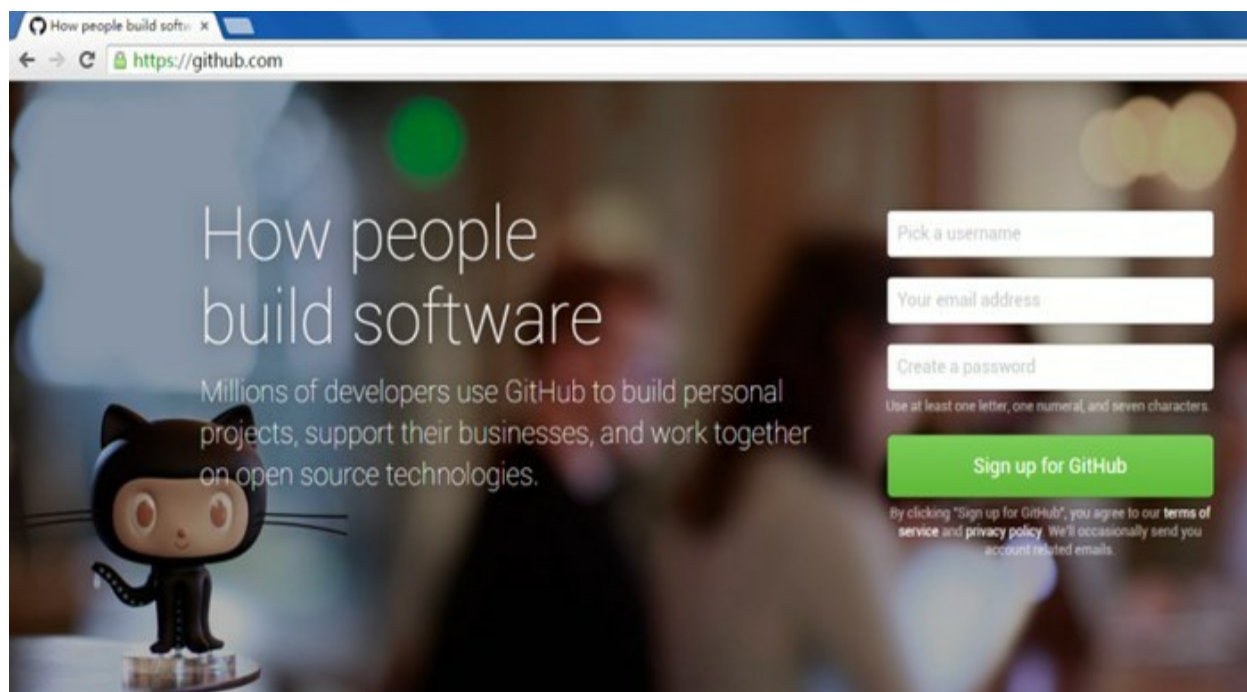 How people build softw
https://github.com
How people
build software
Millions of developers use GitHub to build personal
projects, support their businesses, and work together
on open source technologies.
Pick a username
Your email address
Create a password
Use at least one letter, one numeral, and seven characters.
Sign up for GitHub
By clicking "Sign up for GitHub", you agree to our terms of
service and privacy policy. We'll occasionally send you
account related emails.